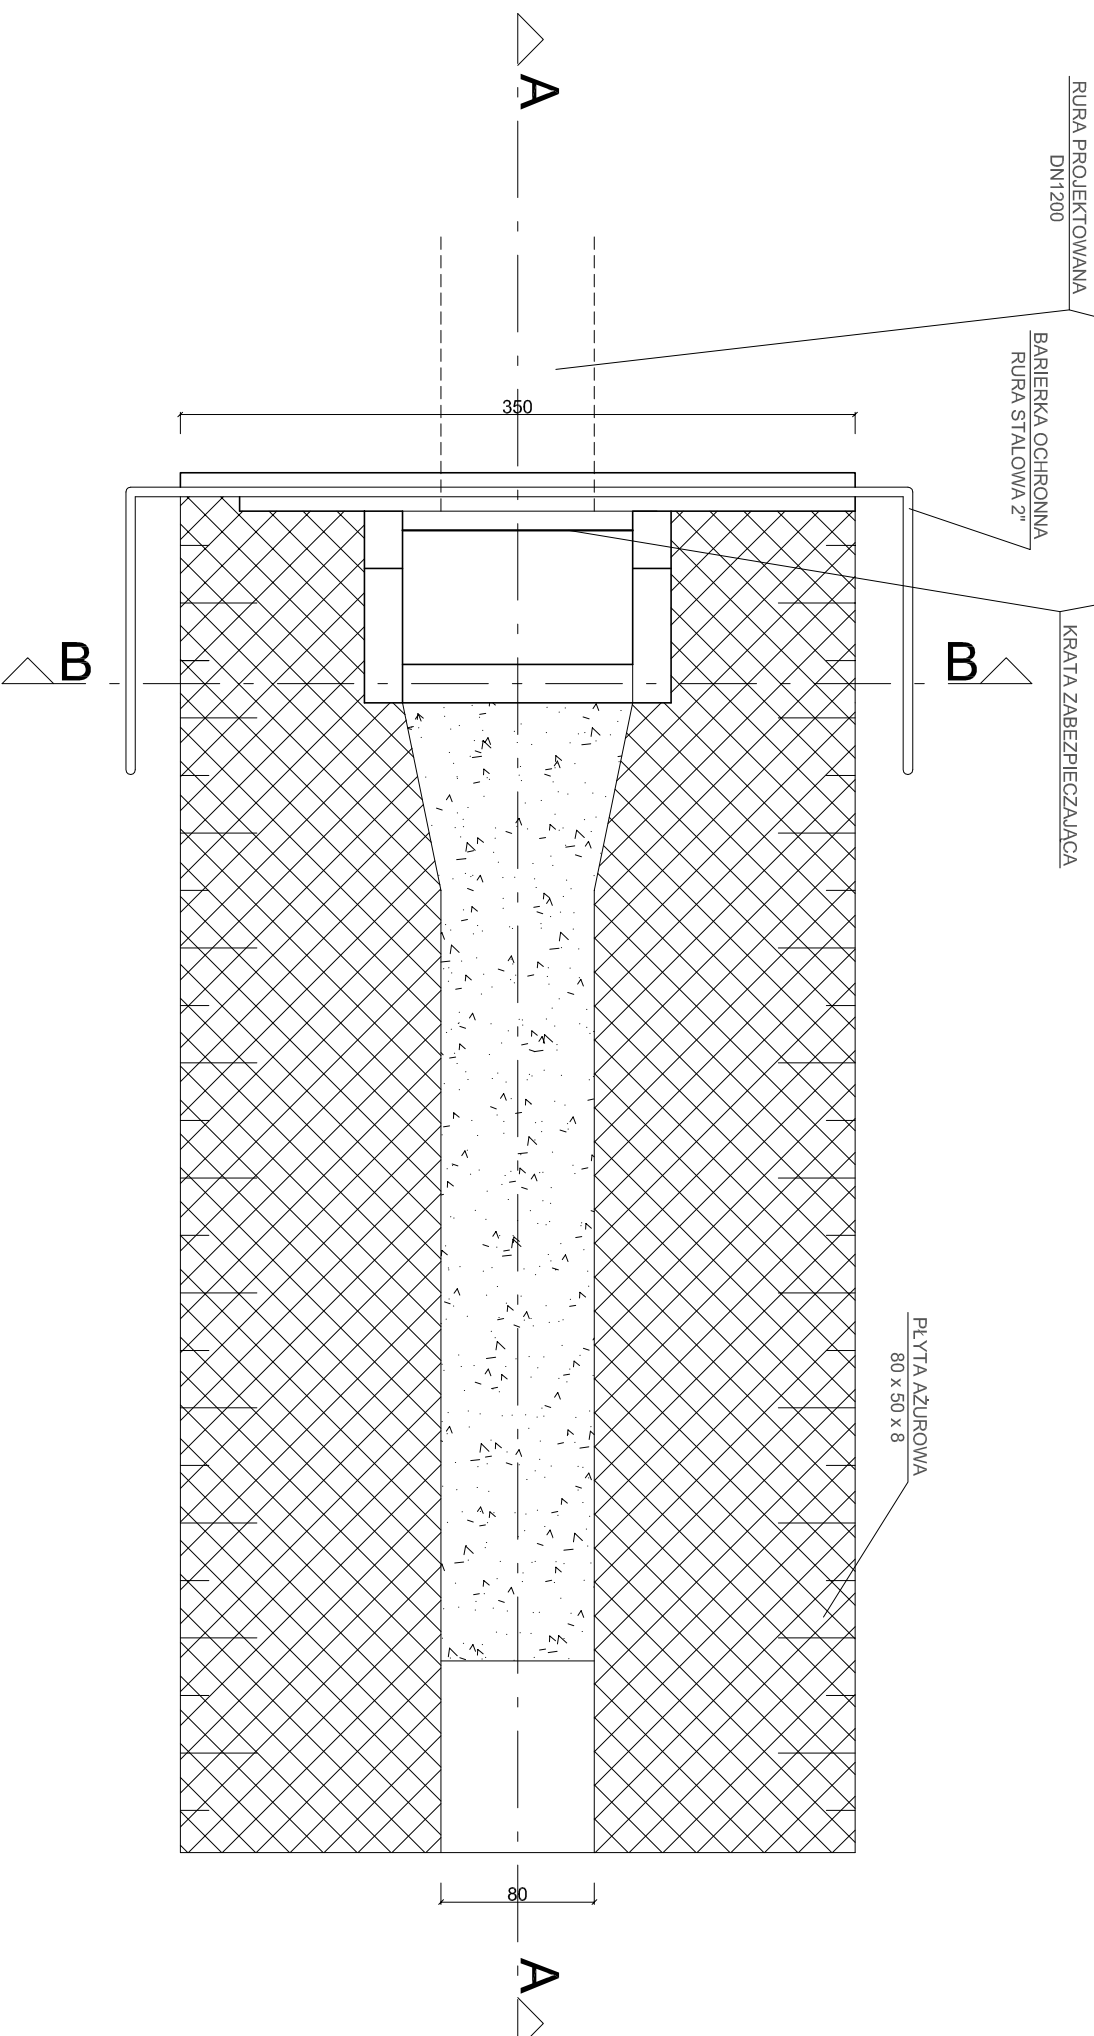 A
RURA PROJEKTOWANA
DN1200
BARIERKA OCHRONNA
RURA STALOWA 2"
350
KRATA ZABEZPIECZAJĄCA
B
B
PŁYTA AŻUROWA
80 x 50 x 8
80
A